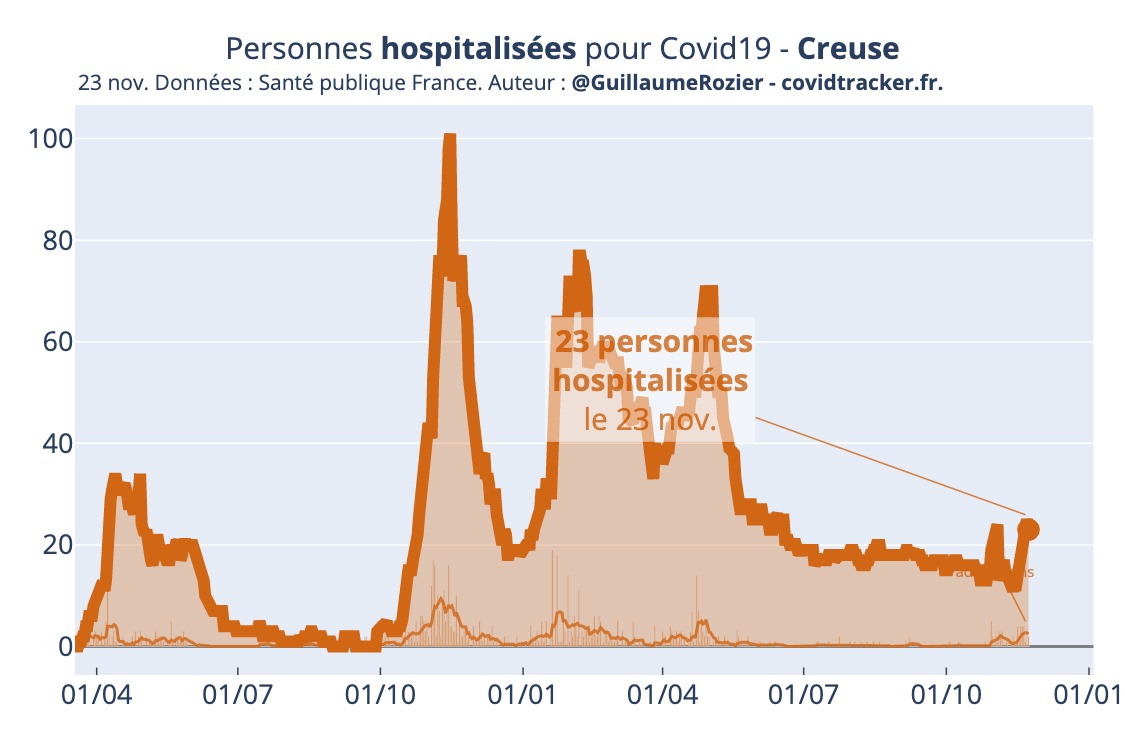 Personnes hospitalisées pour Covid19 - Creuse
23 nov. Données : Santé publique France. Auteur : @GuillaumeRozier - covidtracker.fr.
100
80
60
40
20
0
23 personnes
hospitalisées
le 23 nov.
01/04 01/07 01/10 01/01 01/04 01/07 01/10 01/01